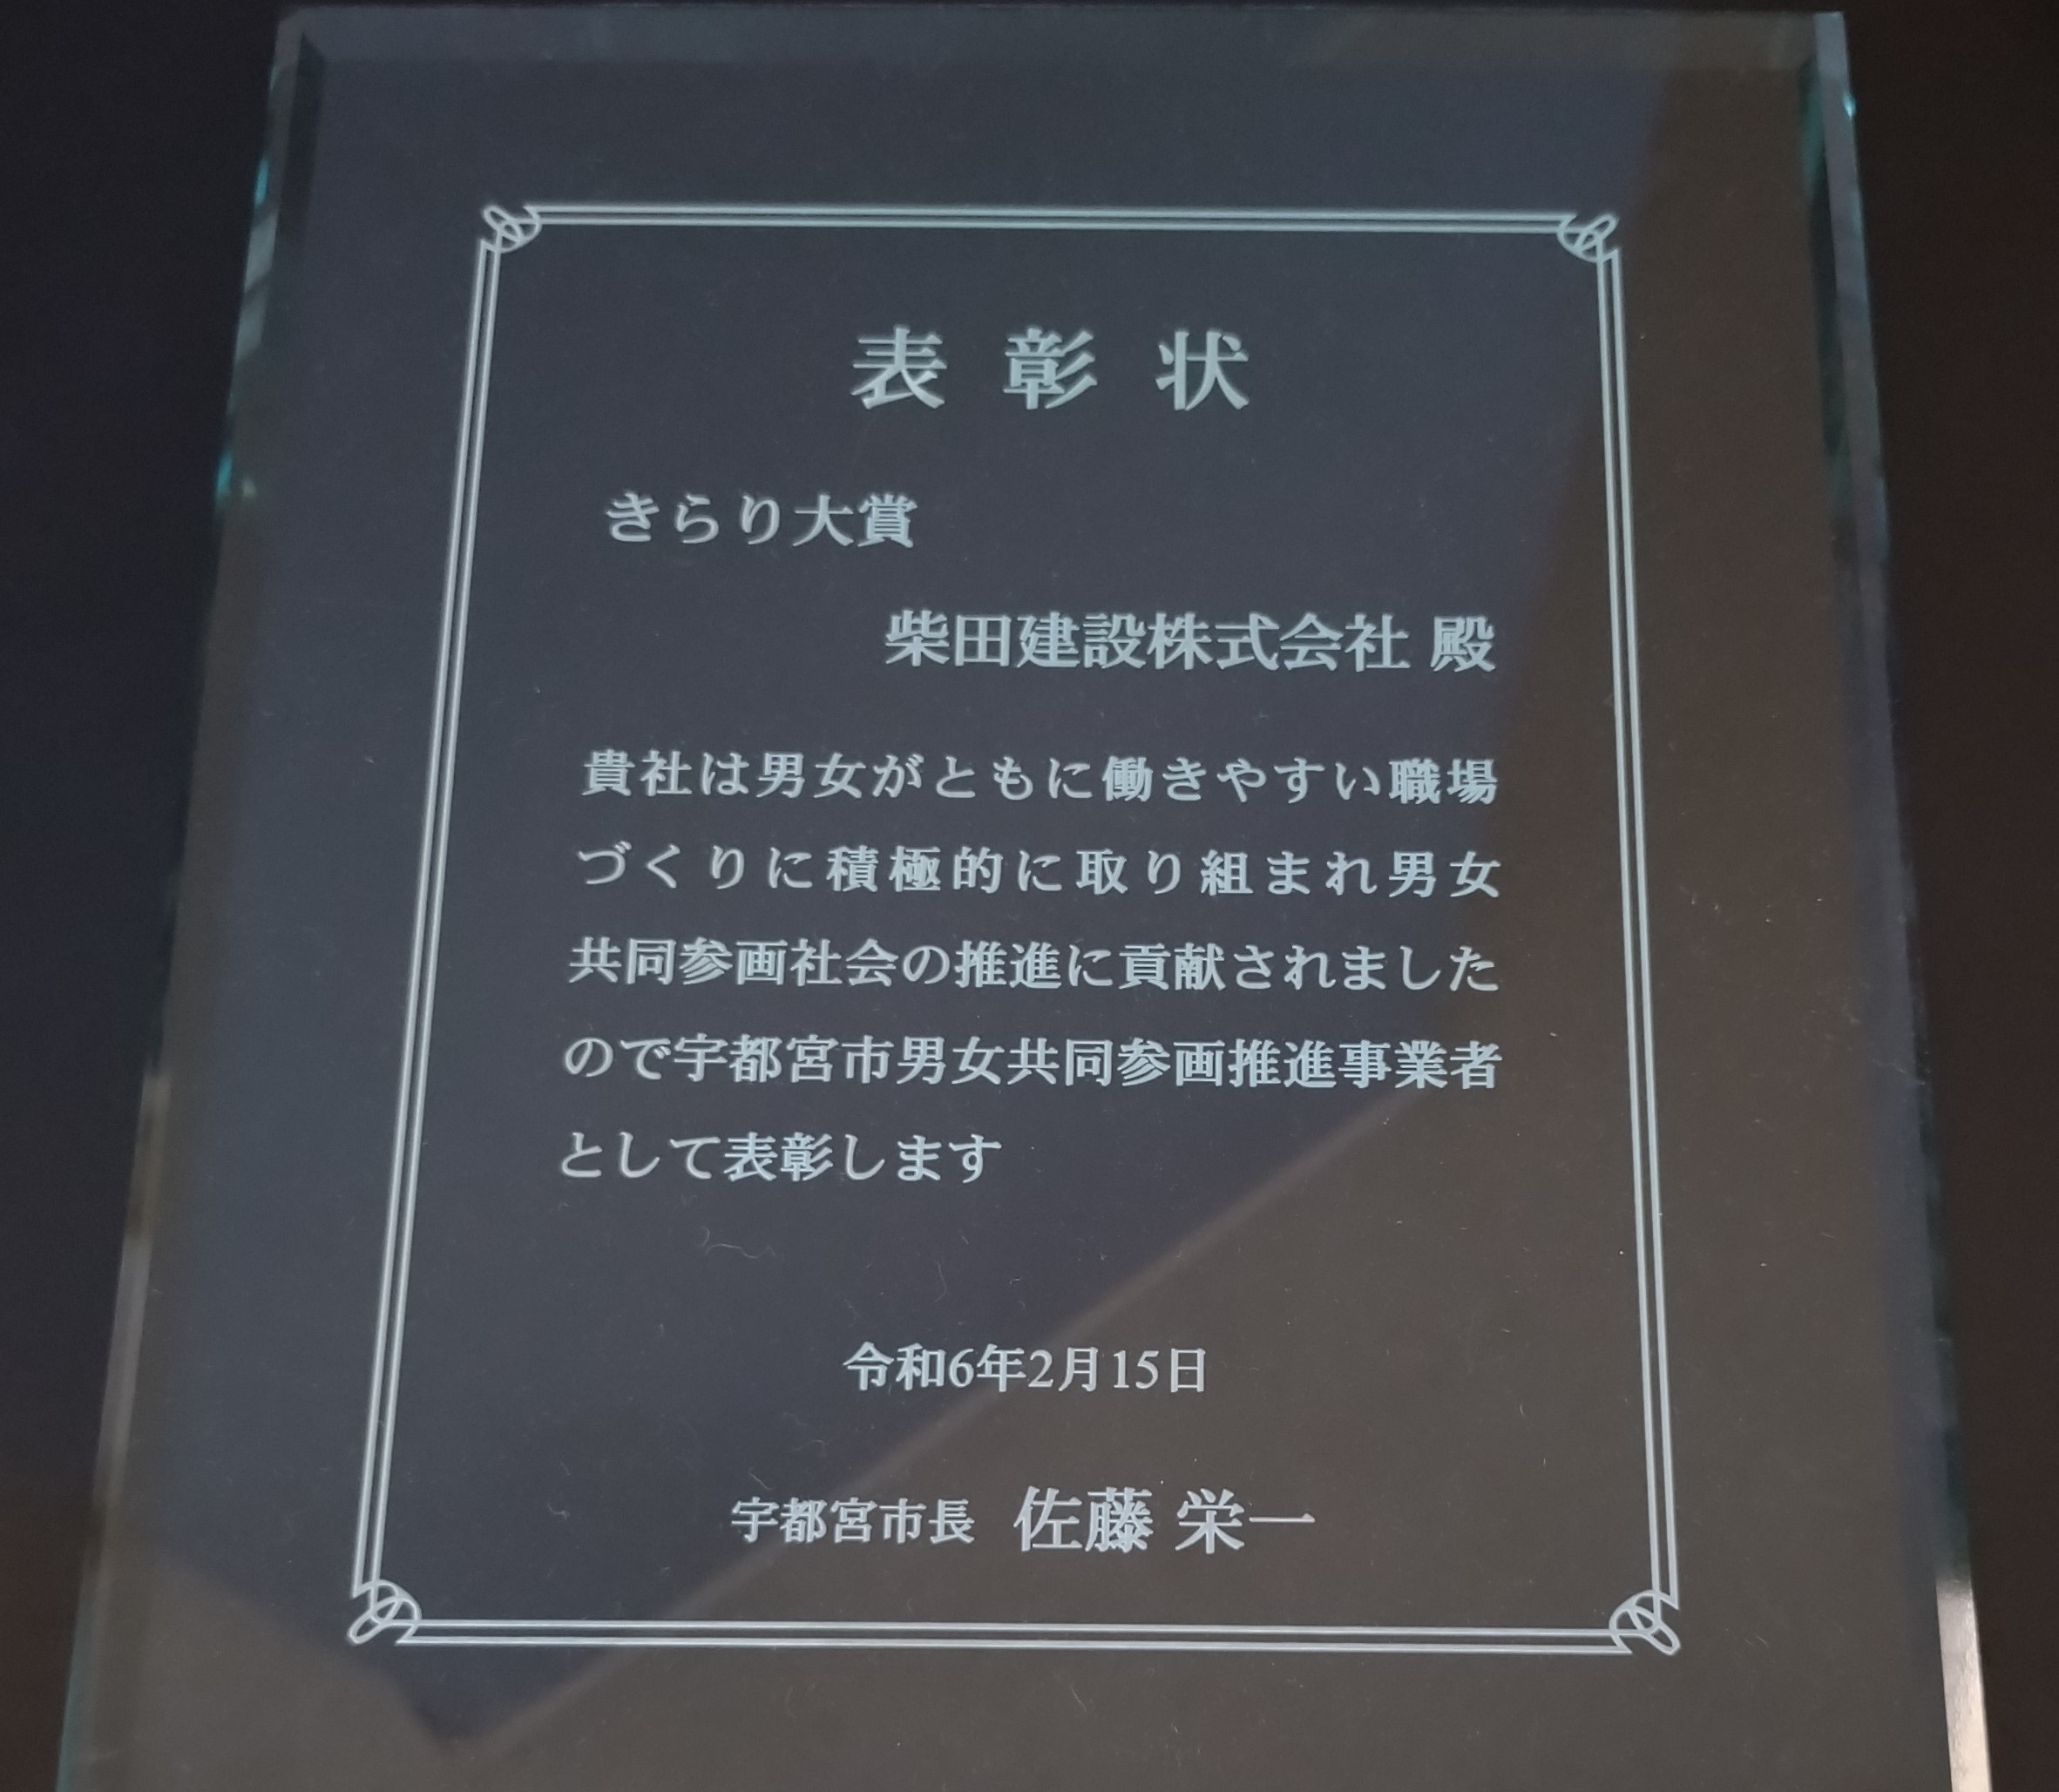 表彰状
きらり大賞
柴田建設株式会社 殿
貴社は男女がともに働きやすい職場
づくりに積極的に取り組まれ男女
共同参画社会の推進に貢献されました
ので宇都宮市男女共同参画推進事業者
として表彰します
令和6年2月15日
宇都宮市長 佐藤 栄一